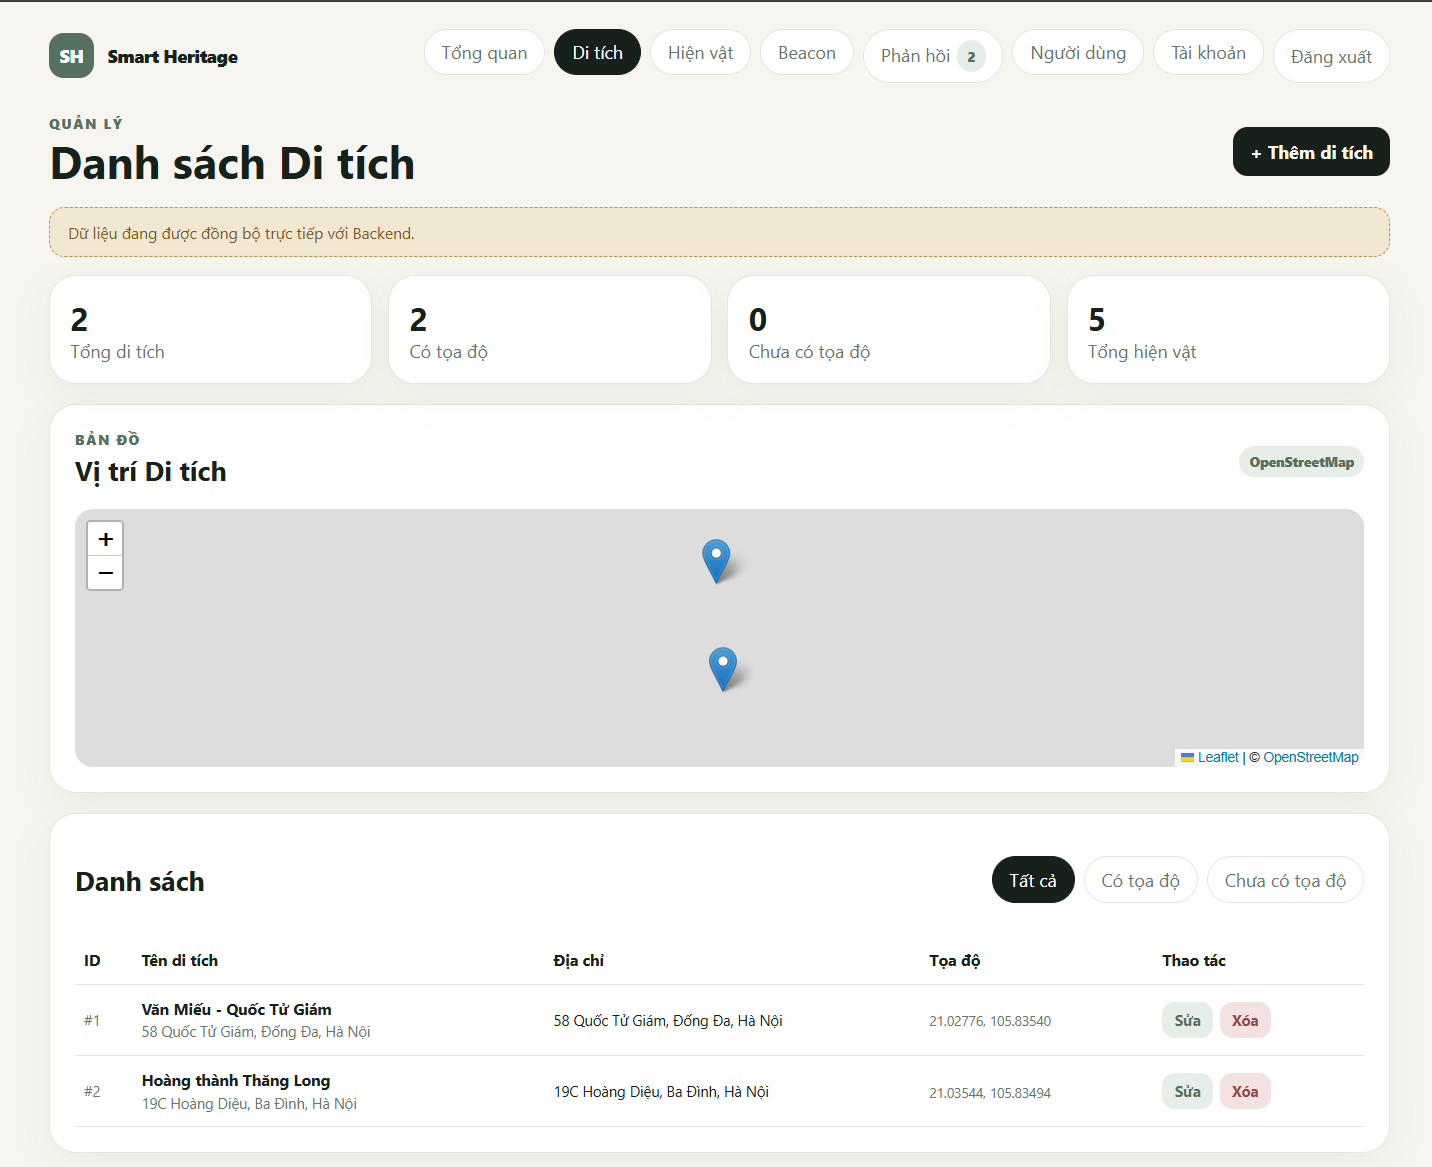 SH
Smart Heritage
Tổng quan
Di tích
Hiện vật
Beacon
Phản hồi 2
Người dùng
Tài khoản
Đăng xuất
QUẢN LÝ
Danh sách Di tích
+ Thêm di tích
Dữ liệu đang được đồng bộ trực tiếp với Backend.
2
Tổng di tích
2
Có tọa độ
0
Chưa có tọa độ
5
Tổng hiện vật
BẢN ĐỒ
Vị trí Di tích
OpenStreetMap
+
−
Leaflet | © OpenStreetMap
Danh sách
Tất cả
Có tọa độ
Chưa có tọa độ
ID Tên di tích Địa chỉ Tọa độ Thao tác
#1
Văn Miếu - Quốc Tử Giám
58 Quốc Tử Giám, Đống Đa, Hà Nội
58 Quốc Tử Giám, Đống Đa, Hà Nội
21.02776, 105.83540
Sửa
Xóa
#2
Hoàng thành Thăng Long
19C Hoàng Diệu, Ba Đình, Hà Nội
19C Hoàng Diệu, Ba Đình, Hà Nội
21.03544, 105.83494
Sửa
Xóa